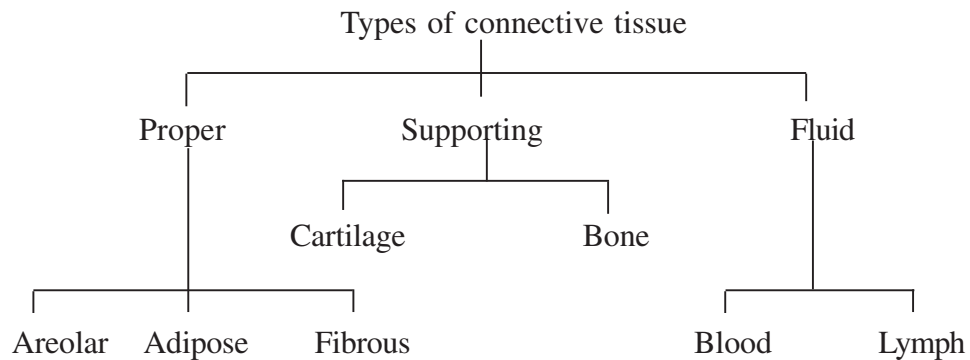 Types of connective tissue
Proper Supporting Fluid
Cartilage Bone
Areolar Adipose Fibrous Blood Lymph